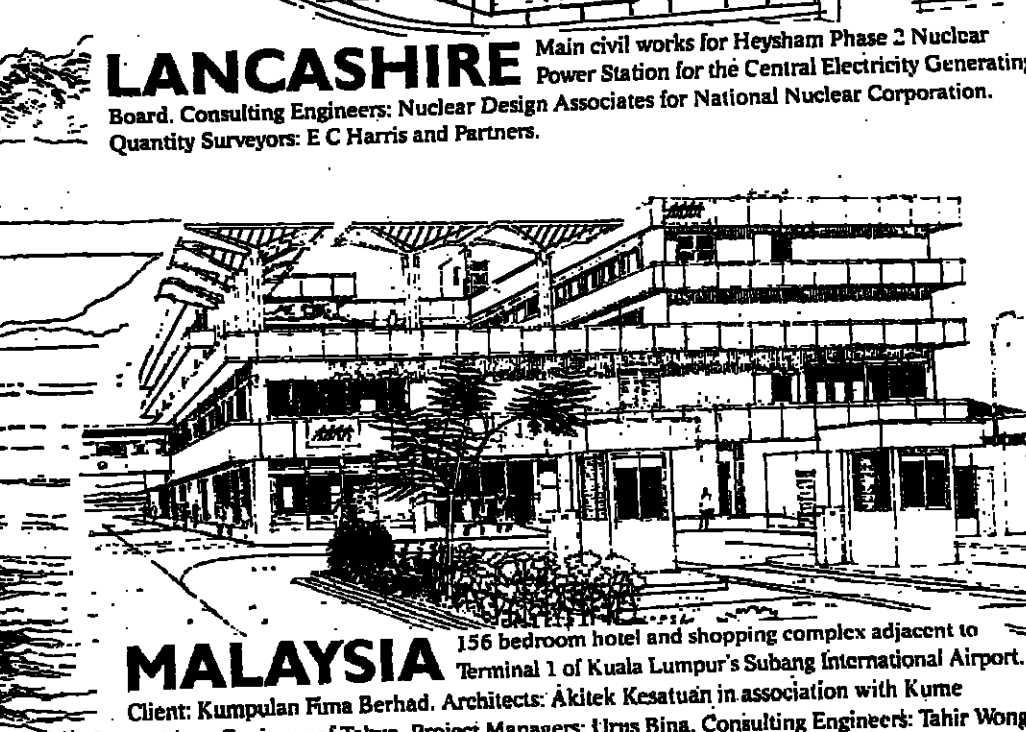 LANCASHIRE Main civil works for Heysham Phase 2 Nuclear
Power Station for the Central Electricity Generating
Board. Consulting Engineers: Nuclear Design Associates for National Nuclear Corporation.
Quantity Surveyors: E C Harris and Partners.
MALAYSIA 156 bedroom hotel and shopping complex adjacent to
Terminal 1 of Kuala Lumpur's Subang International Airport.
Client: Kumpulan Fima Berhad. Architects: Akitek Kesatuan in association with Kume
of Tokyo. Project Managers: Urus Bina. Consulting Engineers: Tahir Wong